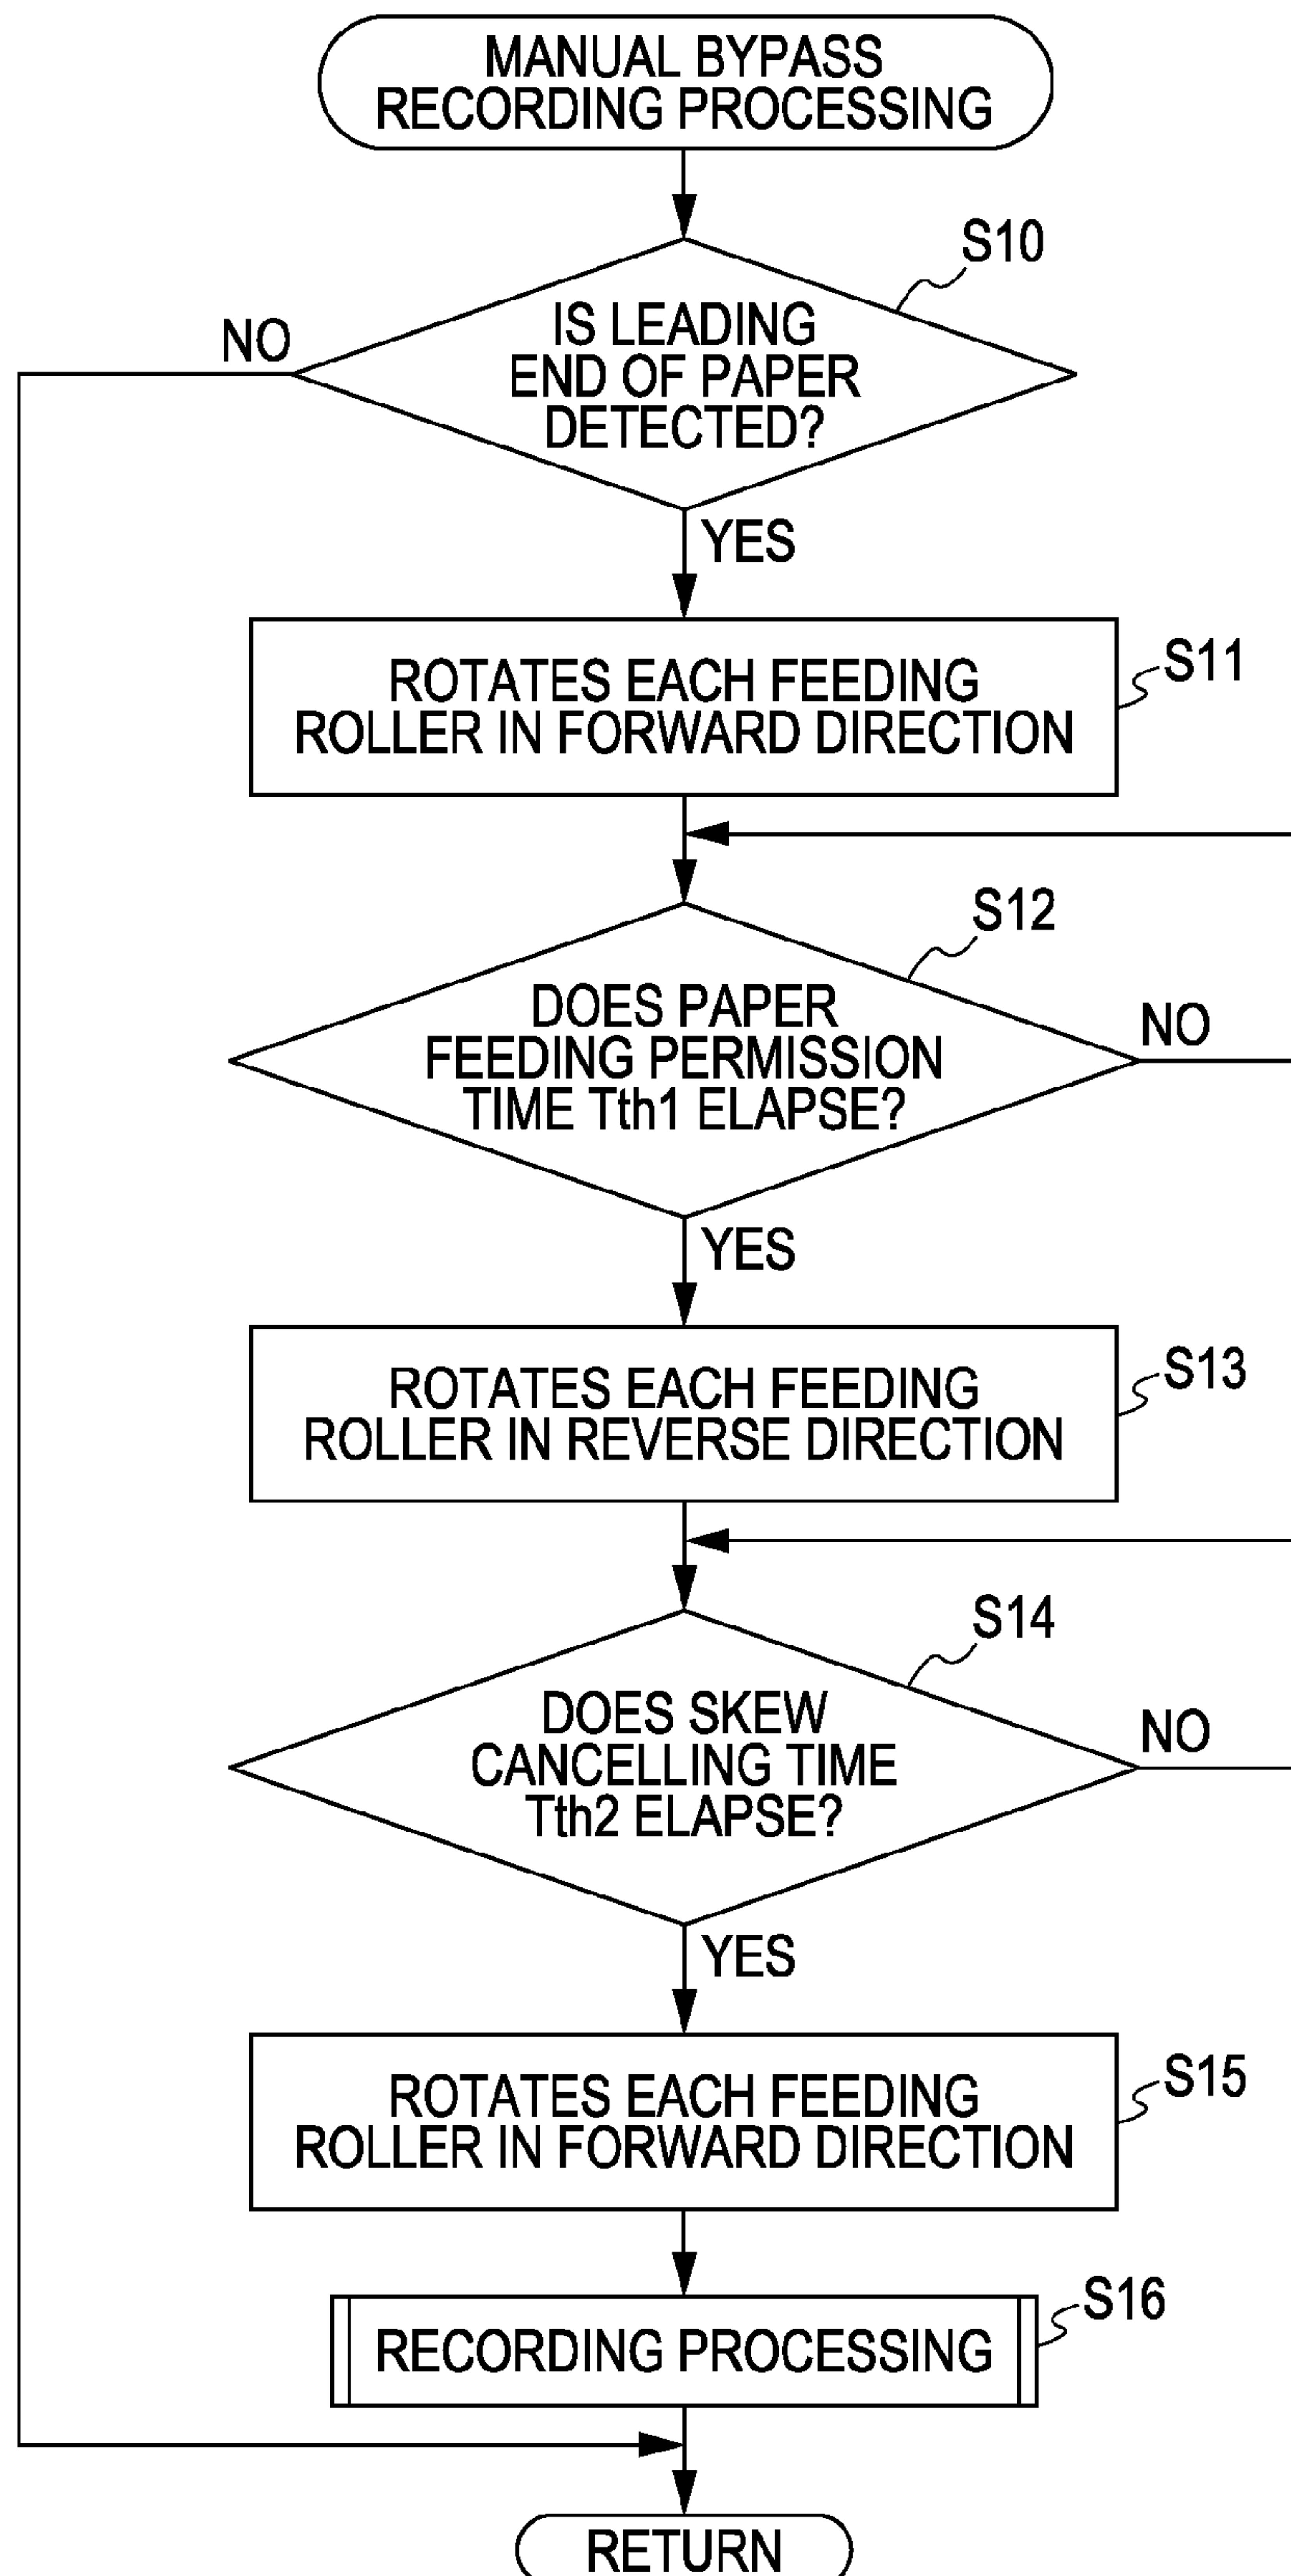 MANUAL BYPASS
RECORDING PROCESSING
S10
NO
IS LEADING
END OF PAPER
DETECTED?
YES
S11
ROTATES EACH FEEDING
ROLLER IN FORWARD DIRECTION
S12
DOES PAPER
FEEDING PERMISSION
TIME Tth1 ELAPSE?
NO
YES
S13
ROTATES EACH FEEDING
ROLLER IN REVERSE DIRECTION
S14
DOES SKEW
CANCELLING TIME
Tth2 ELAPSE?
NO
YES
S15
ROTATES EACH FEEDING
ROLLER IN FORWARD DIRECTION
S16
RECORDING PROCESSING
RETURN